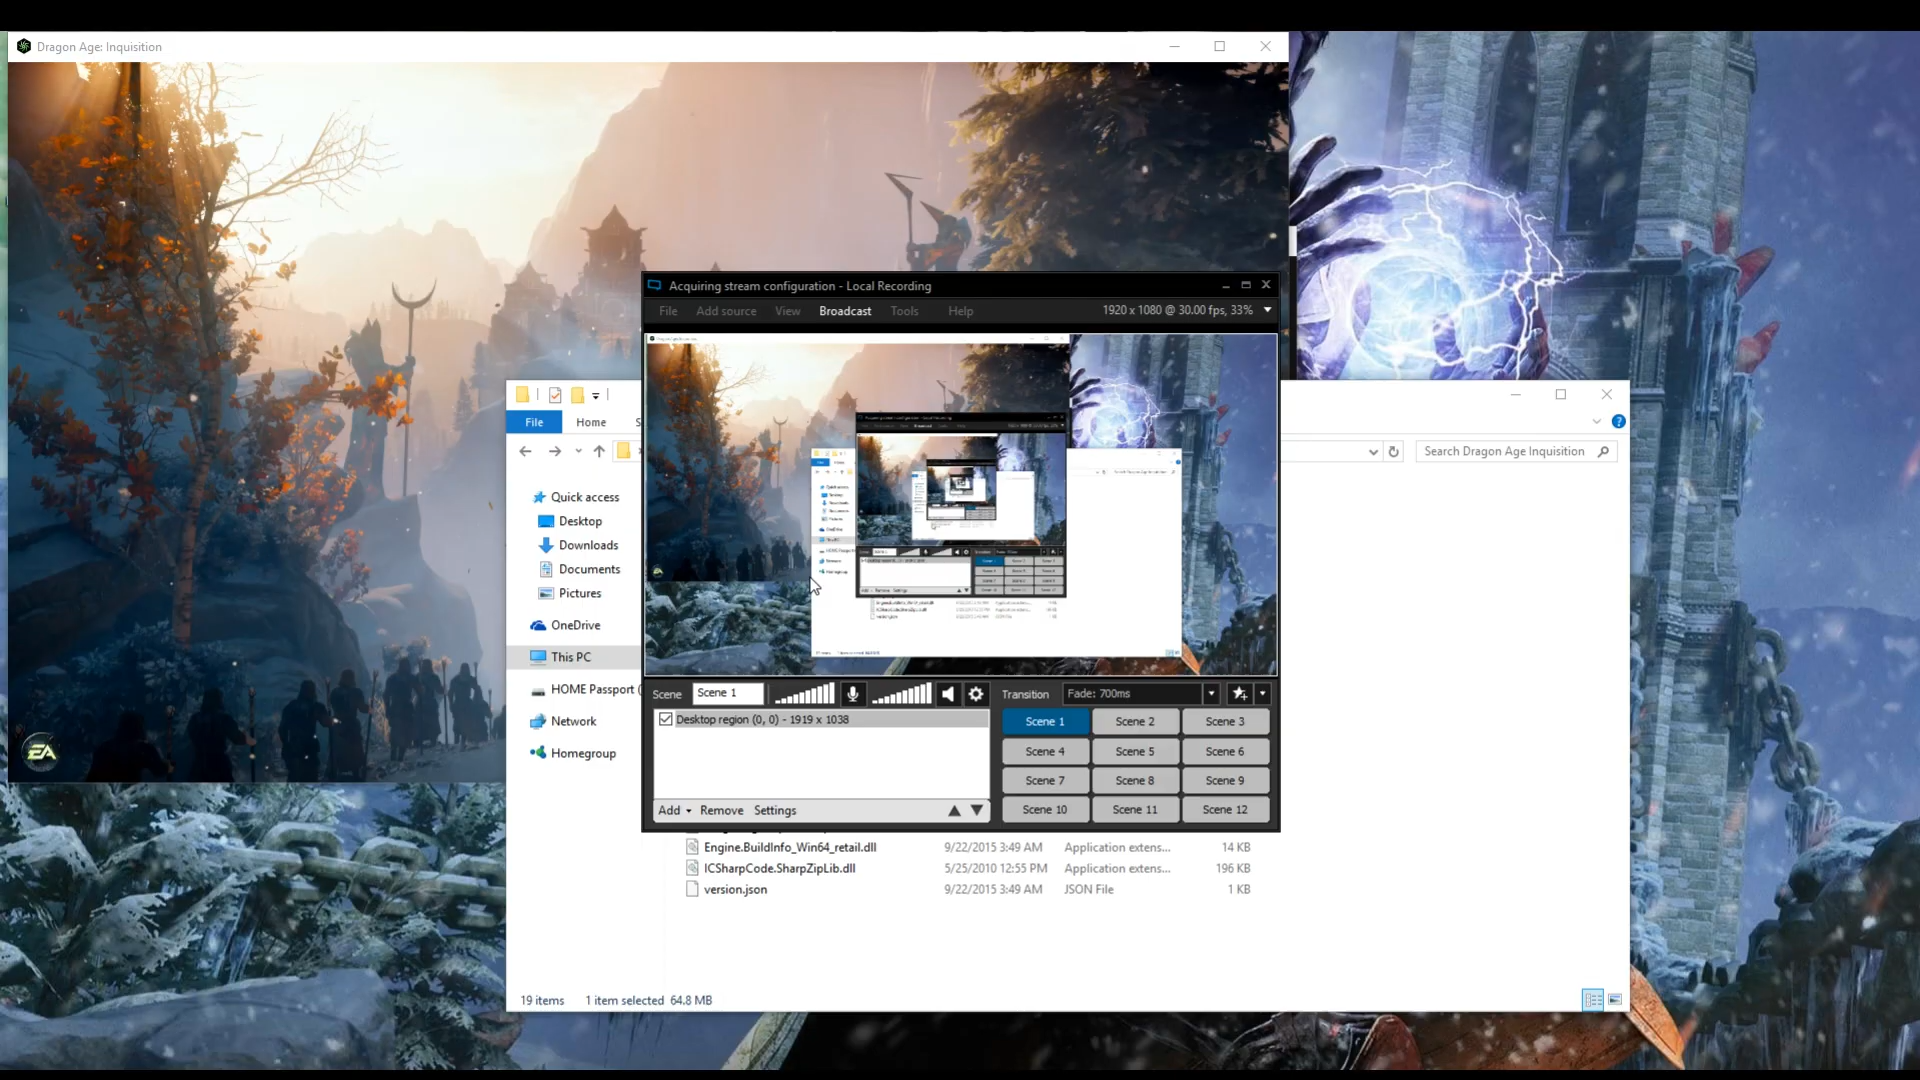 Dragon Age: Inquisition
Acquiring stream configuration - Local Recording
File Add source View Broadcast Tools Help 1920 x 1080 @ 30.00 fps, 33%
File Home
Search Dragon Age Inquisition
Quick access
Desktop
Downloads
Documents
Pictures
OneDrive
This PC
HOME Passport (
Network
Homegroup
EA
Scene Scene 1 Transition Fade: 700ms
Desktop region (0, 0) - 1919 x 1038
Scene 1 Scene 2 Scene 3
Scene 4 Scene 5 Scene 6
Scene 7 Scene 8 Scene 9
Scene 10 Scene 11 Scene 12
Add Remove Settings
Engine.BuildInfo_Win64_retail.dll 9/22/2015 3:49 AM Application extens... 14 KB
ICSharpCode.SharpZipLib.dll 5/25/2010 12:55 PM Application extens... 196 KB
version.json 9/22/2015 3:49 AM JSON File 1 KB
19 items 1 item selected 64.8 MB